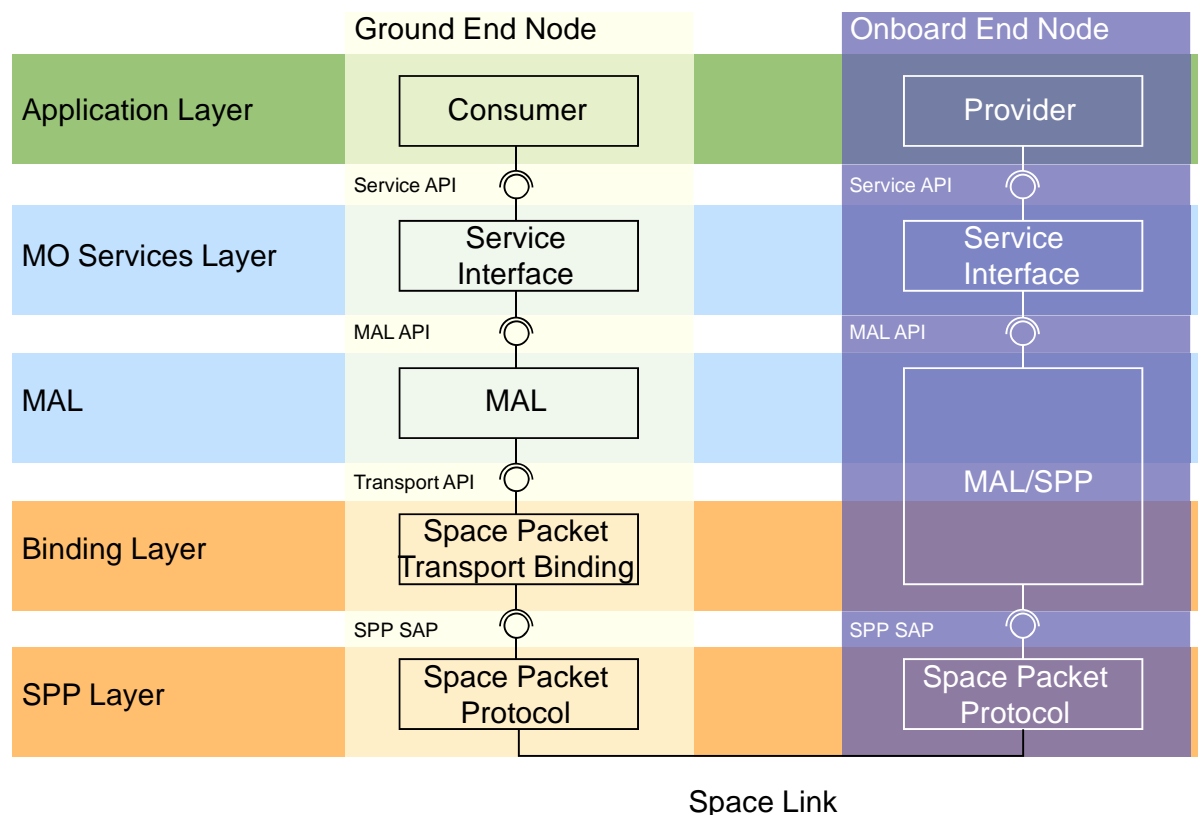 Ground End Node
Onboard End Node
Application Layer
Consumer
Provider
Service API
Service API
MO Services Layer
Service
Interface
Service
Interface
MAL API
MAL API
MAL
MAL
MAL/SPP
Transport API
Binding Layer
Space Packet
Transport Binding
SPP SAP
SPP SAP
SPP Layer
Space Packet
Protocol
Space Packet
Protocol
Space Link